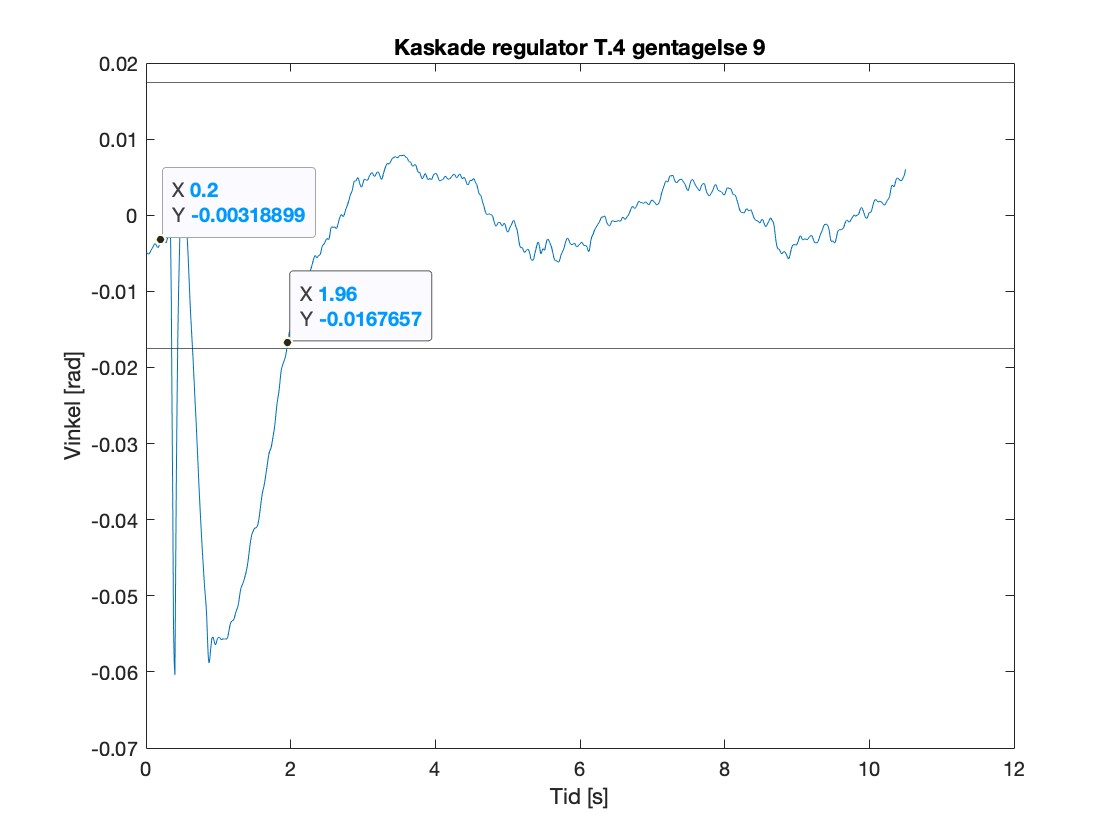 Kaskade regulator T.4 gentagelse 9
0.02
0.01
0
-0.01
-0.02
-0.03
-0.04
-0.05
-0.06
-0.07
Vinkel [rad]
X 0.2
Y -0.00318899
X 1.96
Y -0.0167657
0 2 4 6 8 10 12
Tid [s]